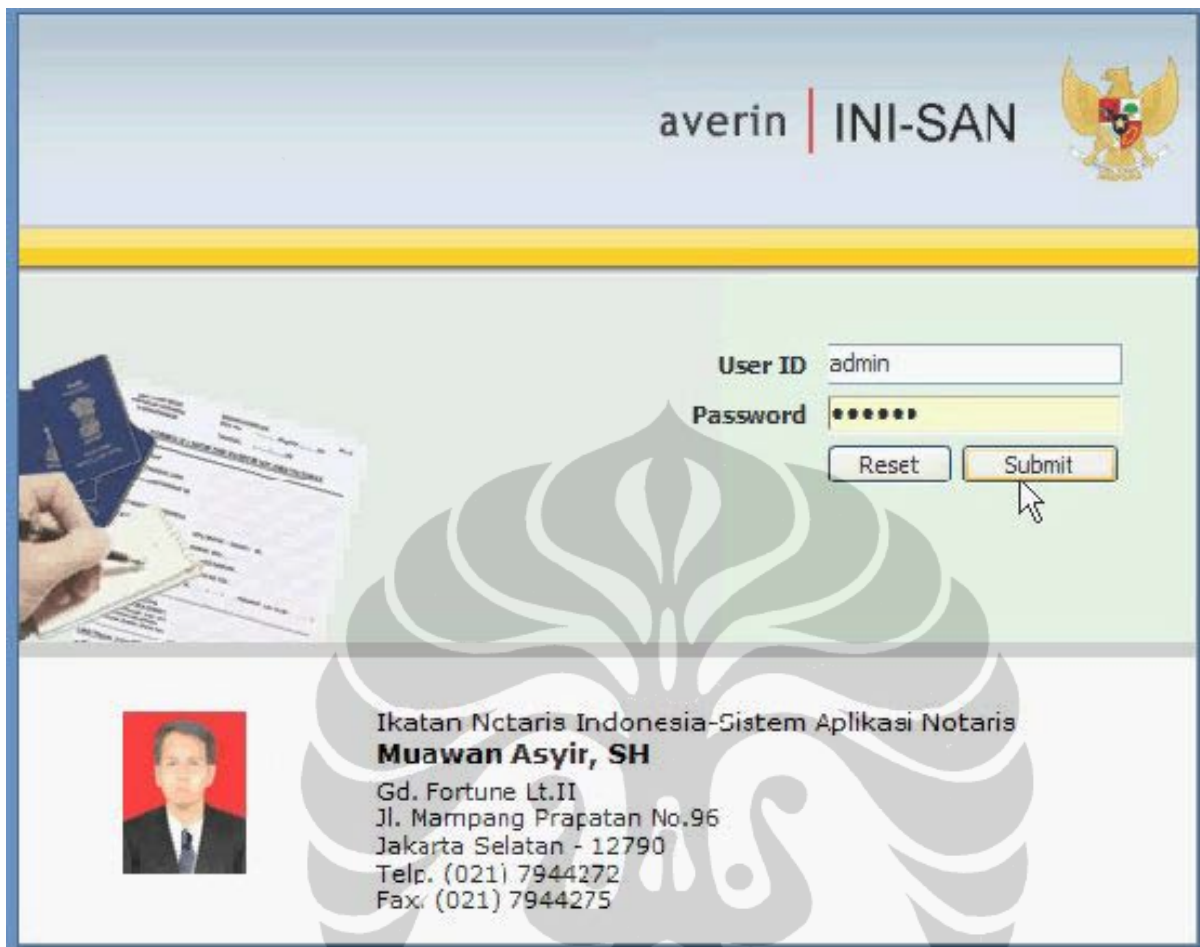 averin | INI-SAN
User ID admin
Password ••••••
Reset Submit
Ikatan Notaris Indonesia-Sistem Aplikasi Notaris
Muawan Asyir, SH
Gd. Fortune Lt.II
Jl. Mampang Prapatan No.96
Jakarta Selatan - 12790
Telp. (021) 7944272
Fax. (021) 7944275